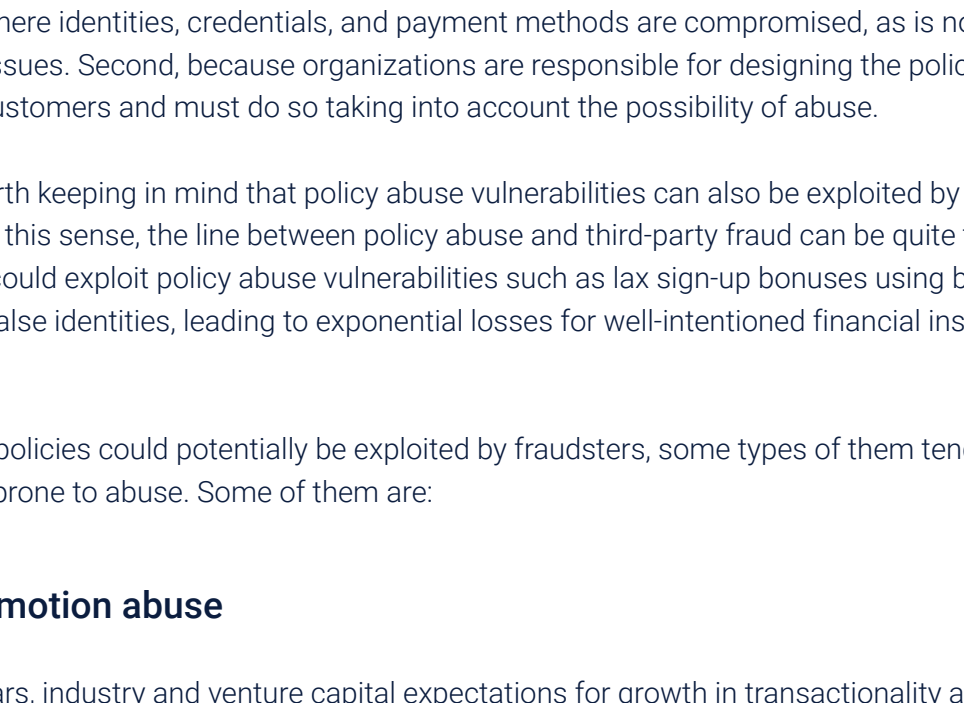 here identities, credentials, and payment methods are compromised, as is no
ssues. Second, because organizations are responsible for designing the polic
ustomers and must do so taking into account the possibility of abuse.
rth keeping in mind that policy abuse vulnerabilities can also be exploited by
this sense, the line between policy abuse and third-party fraud can be quite
could exploit policy abuse vulnerabilities such as lax sign-up bonuses using b
alse identities, leading to exponential losses for well-intentioned financial ins
policies could potentially be exploited by fraudsters, some types of them ten
prone to abuse. Some of them are:
motion abuse
ars, industry and venture capital expectations for growth in transactionality a